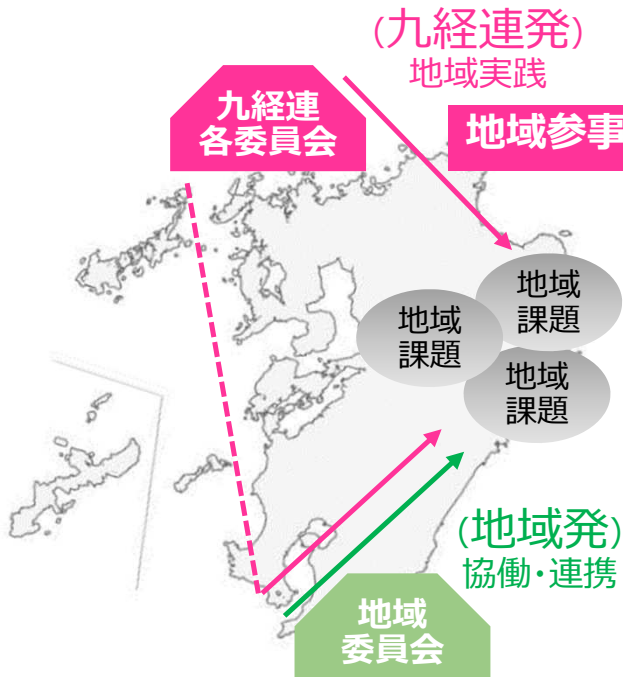 (九経連発)
地域実践
九経連
各委員会
地域参事
地域
課題
地域
課題
地域
課題
(地域発)
協働・連携
地域
委員会